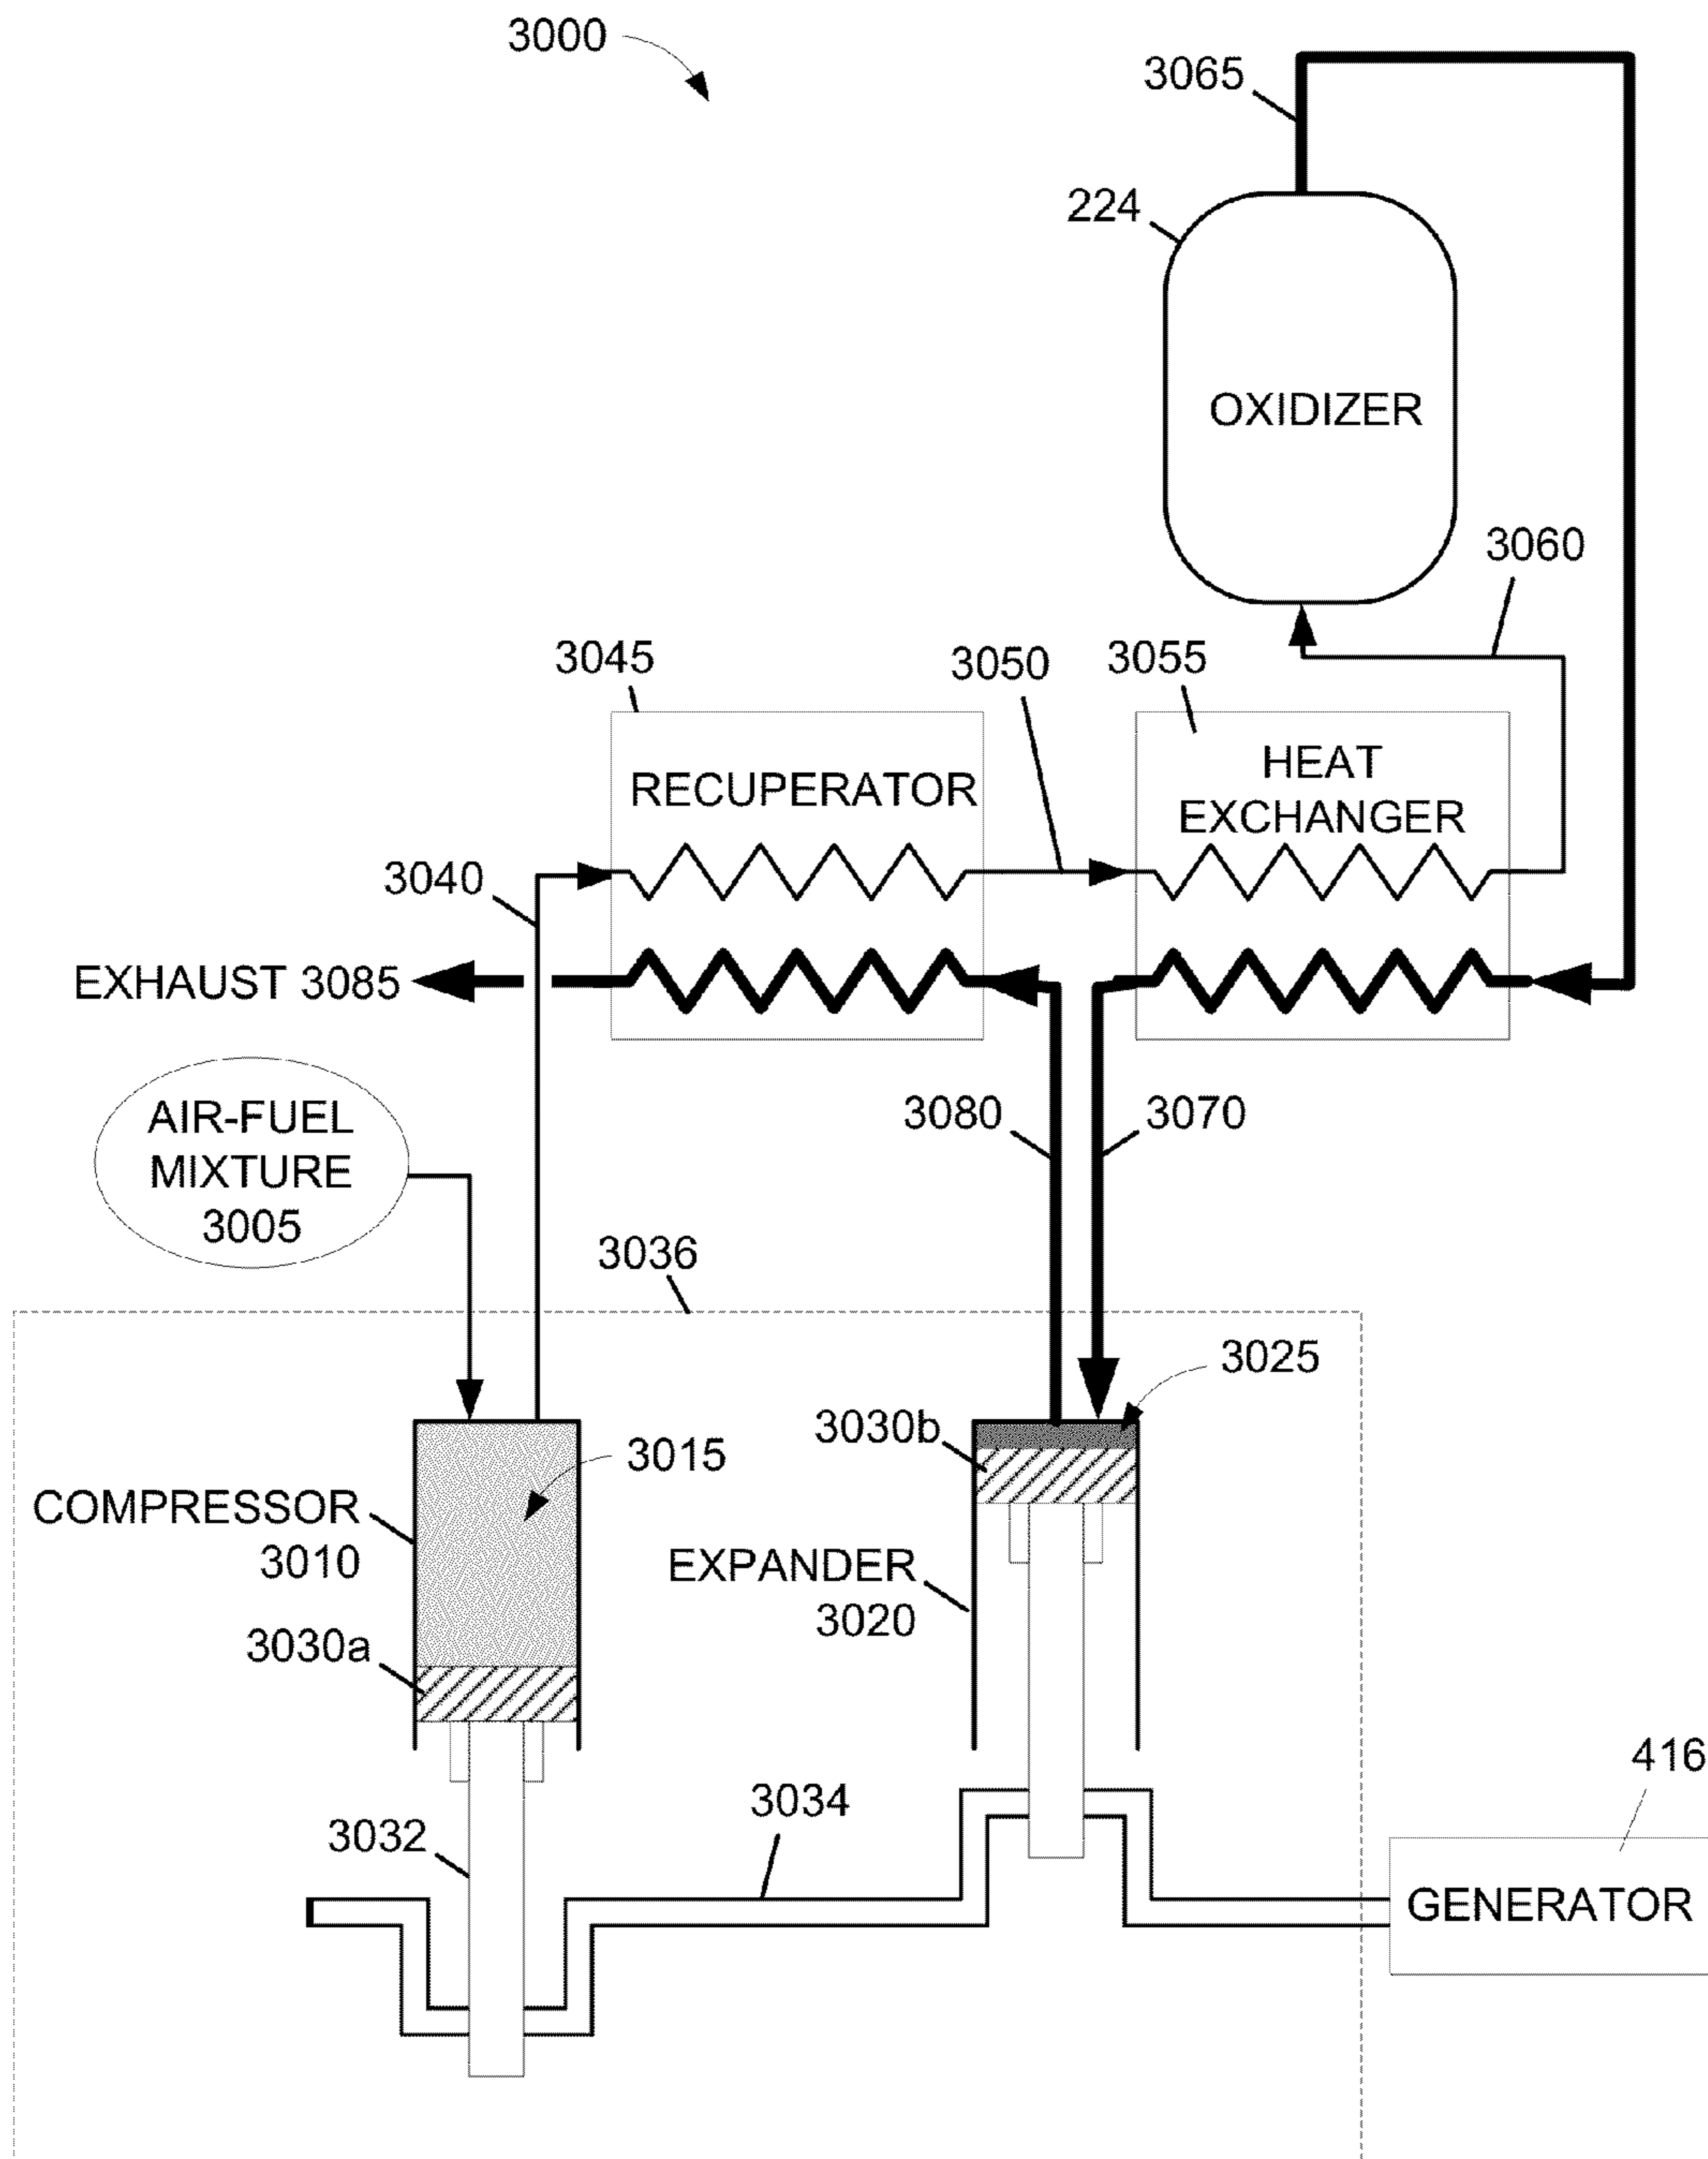 3000
3065
224
OXIDIZER
3060
3045
3050
3055
RECUPERATOR
HEAT
EXCHANGER
3040
EXHAUST 3085
AIR-FUEL
MIXTURE
3005
3080
3070
3036
3025
3030b
3015
COMPRESSOR
3010
EXPANDER
3020
3030a
416
3034
3032
GENERATOR